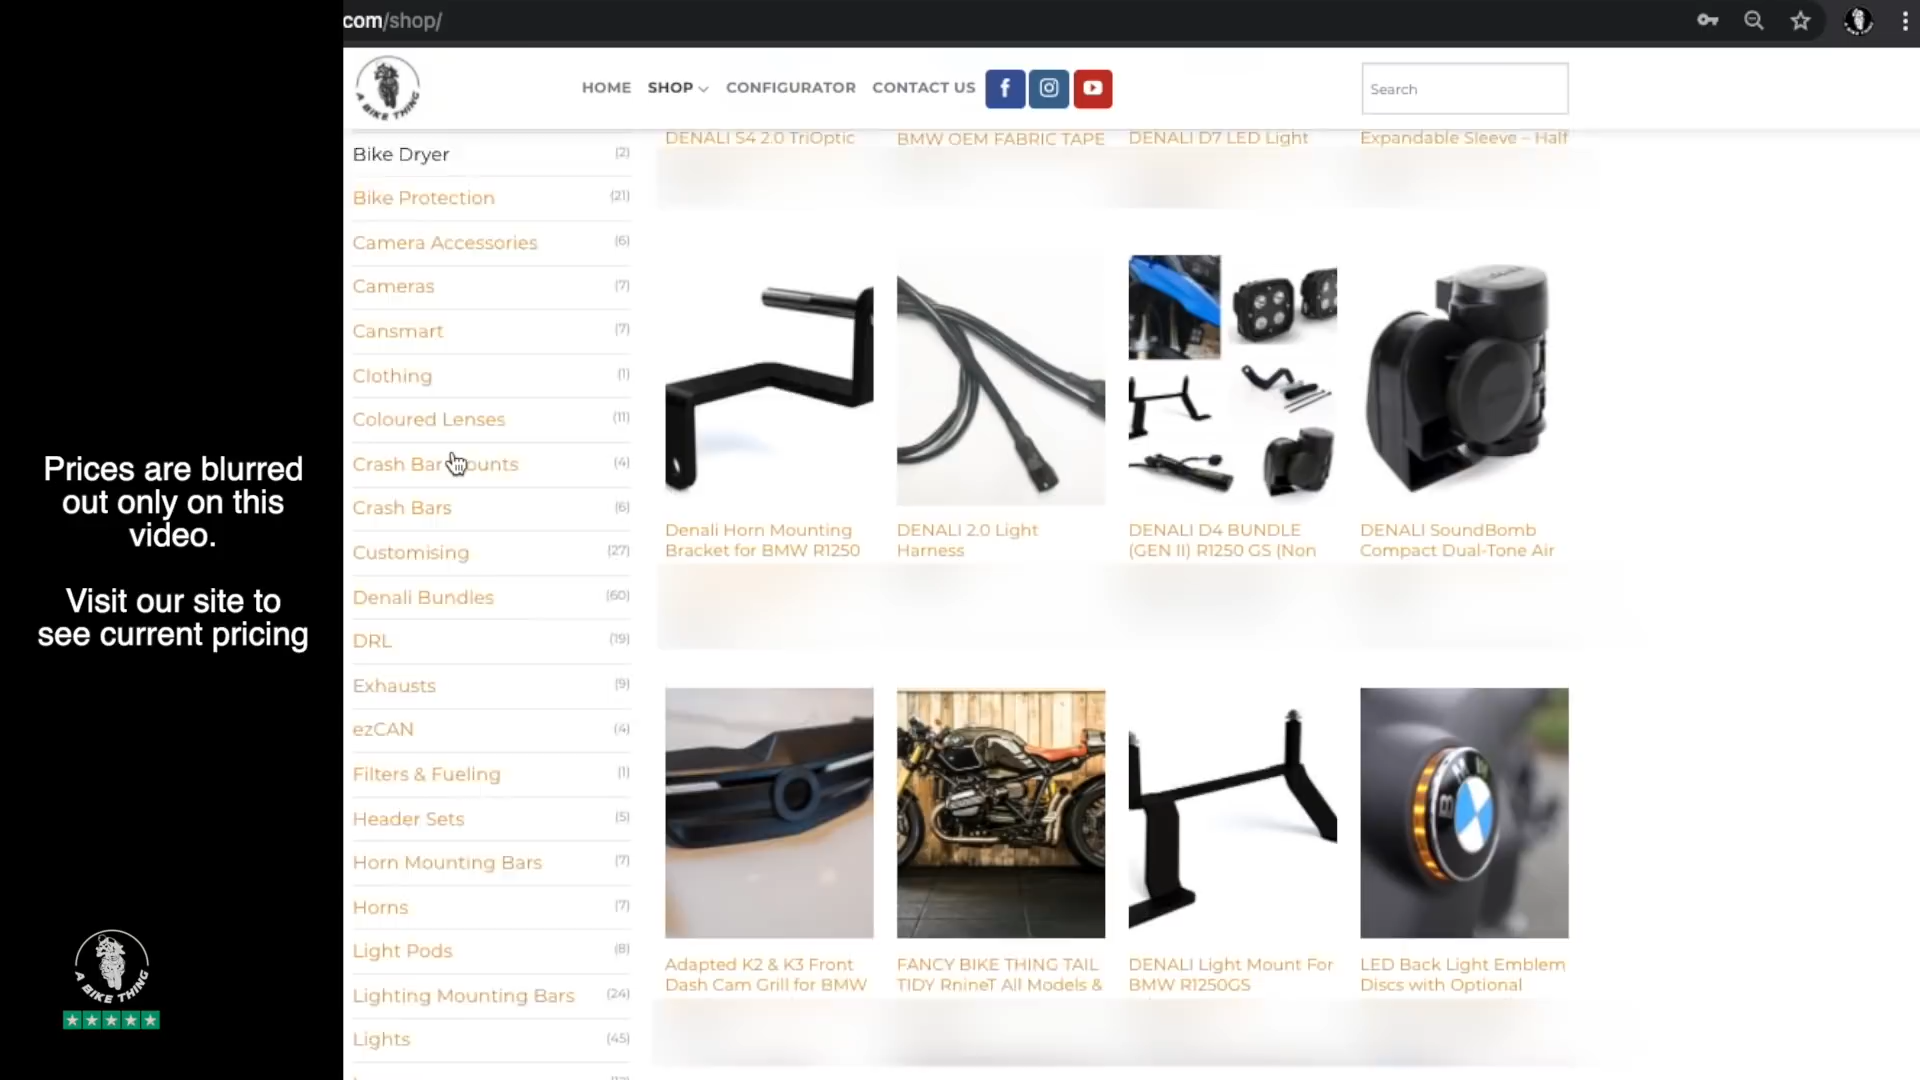 com/shop/
A BIKE THING
HOME
SHOP
CONFIGURATOR
CONTACT US
Search
DENALI S4 2.0 TriOptic
BMW OEM FABRIC TAPE
DENALI D7 LED Light
Expandable Sleeve – Half
Bike Dryer (2)
Bike Protection (21)
Camera Accessories (6)
Cameras (7)
Cansmart (7)
Clothing (1)
Coloured Lenses (11)
Crash Bar ounts (4)
Crash Bars (6)
Customising (27)
Denali Bundles (60)
DRL (19)
Exhausts (9)
ezCAN (4)
Filters & Fueling (1)
Header Sets (5)
Horn Mounting Bars (7)
Horns (7)
Light Pods (8)
Lighting Mounting Bars (24)
Lights (45)
Denali Horn Mounting
Bracket for BMW R1250
DENALI 2.0 Light
Harness
DENALI D4 BUNDLE
(GEN II) R1250 GS (Non
DENALI SoundBomb
Compact Dual-Tone Air
BMW
Adapted K2 & K3 Front
Dash Cam Grill for BMW
FANCY BIKE THING TAIL
TIDY RnineT All Models &
DENALI Light Mount For
BMW R1250GS
LED Back Light Emblem
Discs with Optional
Prices are blurred
out only on this
video.
Visit our site to
see current pricing
A BIKE THING